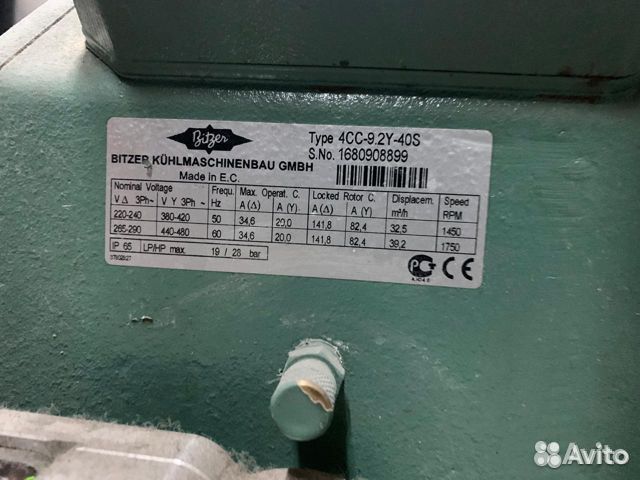 Bitzer
Type 4CC-9.2Y-40S
S.No. 1680908899
BITZER KÜHLMASCHINENBAU GMBH
Made in E.C.
Nominal Voltage Frequ. Max. Operat. C. Locked Rotor C. Displacem. Speed
V Δ 3Ph~ V Y 3Ph~ Hz A (Δ) A (Y) A (Δ) A (Y) m³/h RPM
220-240 380-420 50 34,6 20,0 141,8 82,4 32,5 1450
265-290 440-480 60 34,6 20,0 141,8 82,4 39,2 1750
IP 65 LP/HP max. 19 / 28 bar
PG CE
Avito